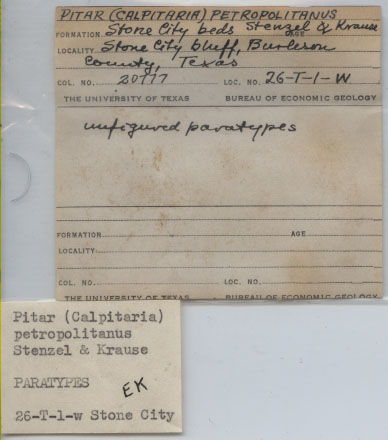 PITAR (CALPITARIA) PETROPOLITANUS
Stenzel & Krause
FORMATION Stone City beds AGE
LOCALITY Stone City bluff, Burleson
County, Texas
COL. NO. 20777 LOC. NO. 26-T-1-W
THE UNIVERSITY OF TEXAS BUREAU OF ECONOMIC GEOLOGY
unfigured paratypes
FORMATION AGE
LOCALITY
COL. NO. LOC. NO.
THE UNIVERSITY OF TEXAS BUREAU OF ECONOMIC GEOLOGY
Pitar (Calpitaria)
petropolitanus
Stenzel & Krause
PARATYPES EK
26-T-1-w Stone City